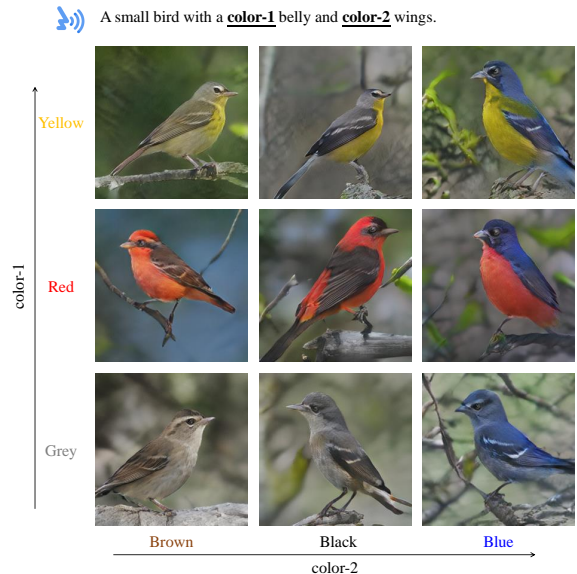 A small bird with a color-1 belly and color-2 wings.
Yellow
Red
Grey
color-1
Brown
Black
Blue
color-2